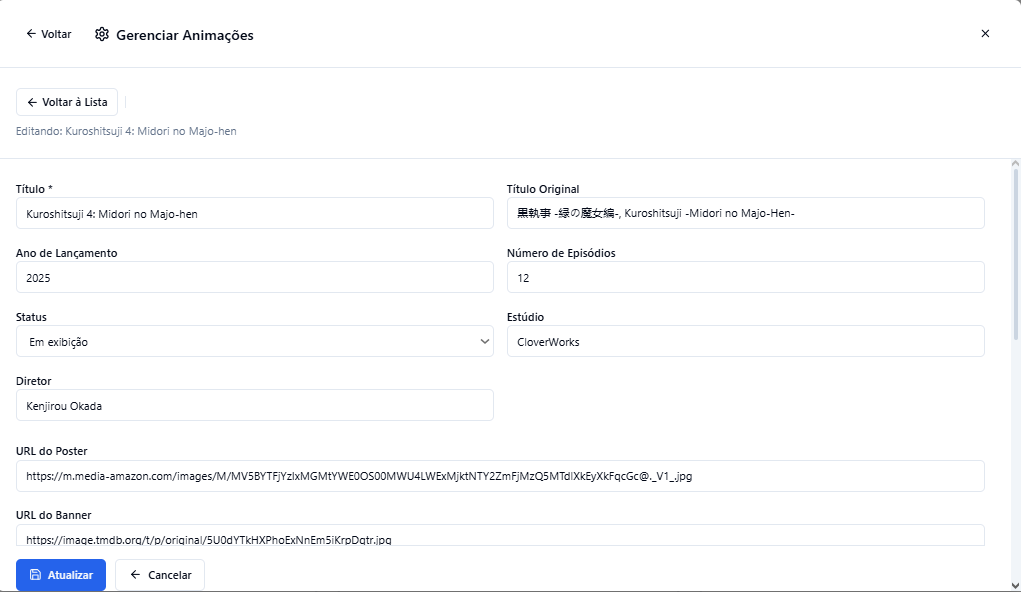 Voltar
Gerenciar Animações
Voltar à Lista
Editando: Kuroshitsuji 4: Midori no Majo-hen
Título *
Título Original
Kuroshitsuji 4: Midori no Majo-hen
黒執事 -緑の魔女編-, Kuroshitsuji -Midori no Majo-Hen-
Ano de Lançamento
Número de Episódios
2025
12
Status
Estúdio
Em exibição
CloverWorks
Diretor
Kenjirou Okada
URL do Poster
https://m.media-amazon.com/images/M/MV5BYTFjYzIxMGMtYWE0OS00MWU4LWExMjktNTY2ZmFjMzQ5MTdlXkEyXkFqcGc@._V1_.jpg
URL do Banner
https://image.tmdb.org/t/p/original/5U0dYTkHXPhoExNnEm5iKrpDqtr.jpg
Atualizar
Cancelar